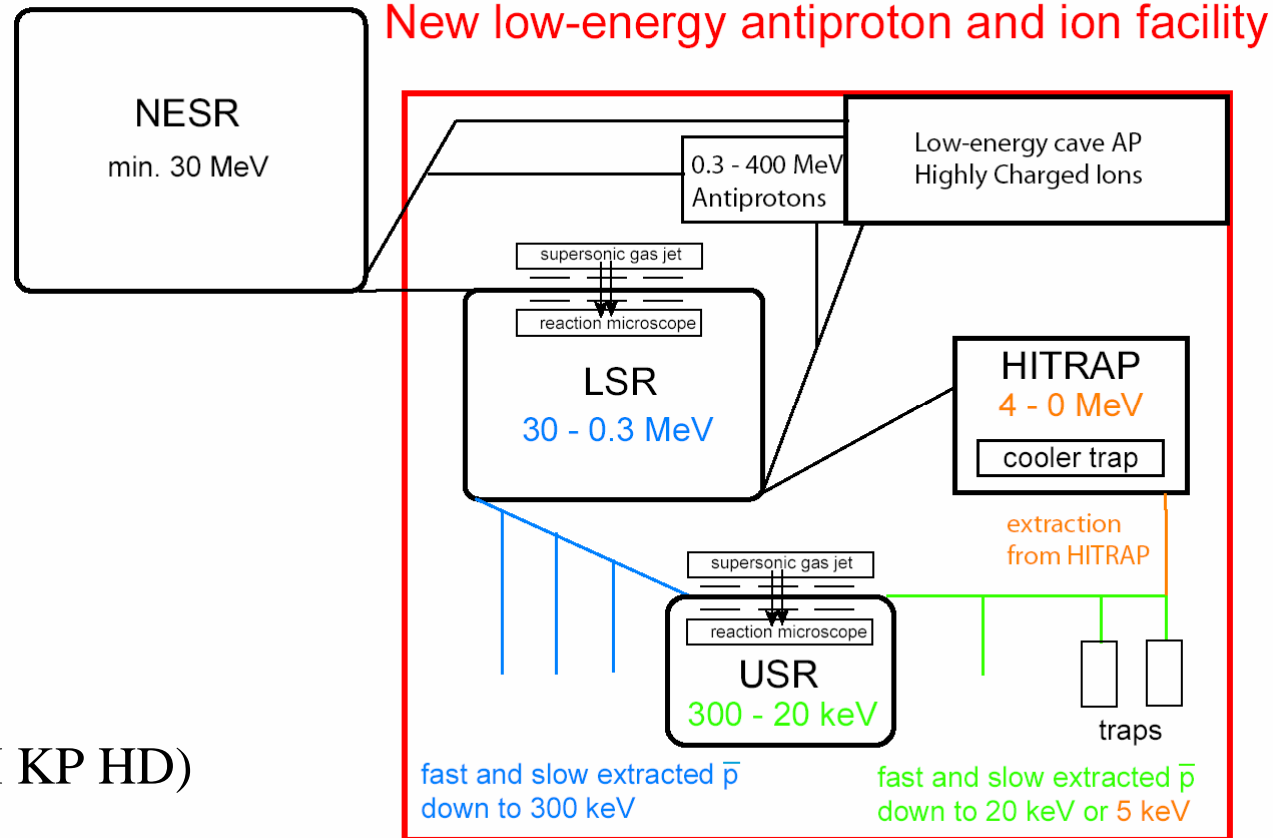 New low-energy antiproton and ion facility
NESR
min. 30 MeV
0.3 - 400 MeV
Antiprotons
Low-energy cave AP
Highly Charged Ions
supersonic gas jet
reaction microscope
LSR
30 - 0.3 MeV
HITRAP
4 - 0 MeV
cooler trap
extraction
from HITRAP
supersonic gas jet
reaction microscope
USR
300 - 20 keV
traps
KP HD)
fast and slow extracted p̅
down to 300 keV
fast and slow extracted p̅
down to 20 keV or 5 keV